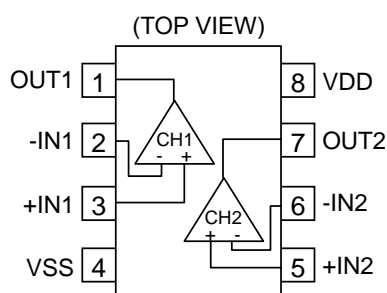 (TOP VIEW)
OUT1 1 8 VDD
CH1
-IN1 2 7 OUT2
- +
+IN1 3 6 -IN2
CH2
+ -
VSS 4 5 +IN2